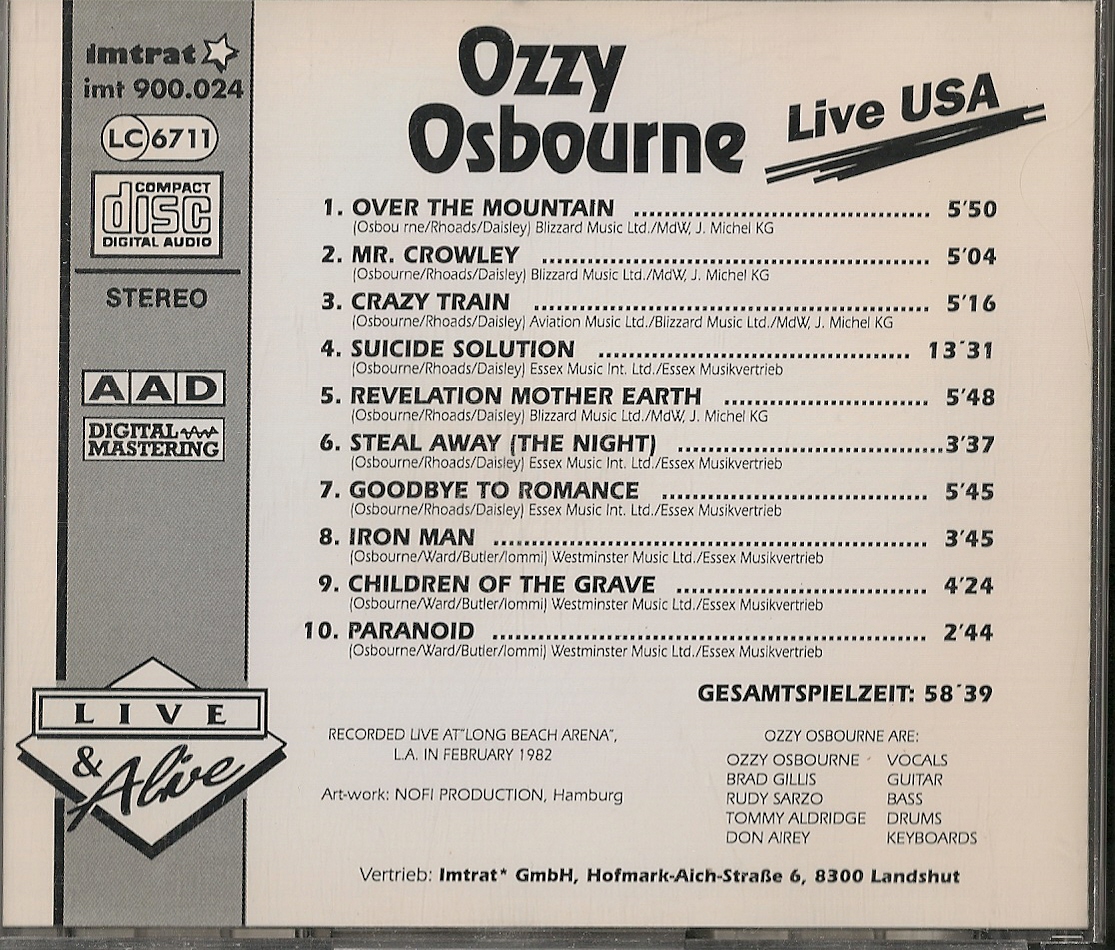 imtrat
imt 900.024
LC 6711
COMPACT
disc
DIGITAL AUDIO
STEREO
AAD
DIGITAL
MASTERING
LIVE
& Alive
Ozzy
Osbourne
Live USA
1. OVER THE MOUNTAIN ........................................ 5'50
(Osbou rne/Rhoads/Daisley) Blizzard Music Ltd./MdW, J. Michel KG
2. MR. CROWLEY ........................................ 5'04
(Osbourne/Rhoads/Daisley) Blizzard Music Ltd./MdW, J. Michel KG
3. CRAZY TRAIN ........................................ 5'16
(Osbourne/Rhoads/Daisley) Aviation Music Ltd./Blizzard Music Ltd./MdW, J. Michel KG
4. SUICIDE SOLUTION ........................................ 13´31
(Osbourne/Rhoads/Daisley) Essex Music Int. Ltd./Essex Musikvertrieb
5. REVELATION MOTHER EARTH ........................................ 5'48
(Osbourne/Rhoads/Daisley) Blizzard Music Ltd./MdW, J. Michel KG
6. STEAL AWAY (THE NIGHT) ........................................3'37
(Osbourne/Rhoads/Daisley) Essex Music Int. Ltd./Essex Musikvertrieb
7. GOODBYE TO ROMANCE ........................................ 5'45
(Osbourne/Rhoads/Daisley) Essex Music Int. Ltd./Essex Musikvertrieb
8. IRON MAN ........................................ 3'45
(Osbourne/Ward/Butler/Iommi) Westminster Music Ltd./Essex Musikvertrieb
9. CHILDREN OF THE GRAVE ........................................ 4'24
(Osbourne/Ward/Butler/Iommi) Westminster Music Ltd./Essex Musikvertrieb
10. PARANOID ........................................ 2'44
(Osbourne/Ward/Butler/Iommi) Westminster Music Ltd./Essex Musikvertrieb
GESAMTSPIELZEIT: 58´39
RECORDED LIVE AT"LONG BEACH ARENA",
L.A. IN FEBRUARY 1982
Art-work: NOFI PRODUCTION, Hamburg
OZZY OSBOURNE ARE:
OZZY OSBOURNE - VOCALS
BRAD GILLIS GUITAR
RUDY SARZO BASS
TOMMY ALDRIDGE DRUMS
DON AIREY KEYBOARDS
Vertrieb: Imtrat* GmbH, Hofmark-Aich-Straße 6, 8300 Landshut